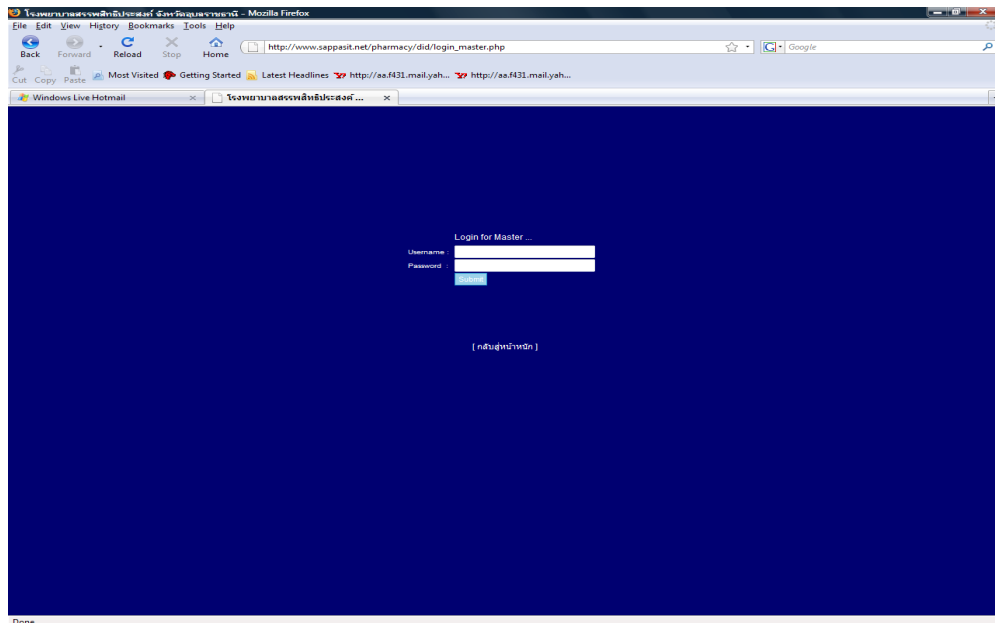 โรงพยาบาลสรรพสิทธิประสงค์ จังหวัดอุบลราชธานี - Mozilla Firefox
File Edit View History Bookmarks Tools Help
Back Forward Reload Stop Home http://www.sappasit.net/pharmacy/did/login_master.php Google
Cut Copy Paste Most Visited Getting Started Latest Headlines http://aa.f431.mail.yah... http://aa.f431.mail.yah...
Windows Live Hotmail โรงพยาบาลสรรพสิทธิประสงค์ ...
Login for Master ...
Username :
Password :
Submit
[ กลับสู่หน้าหนัก ]
Done